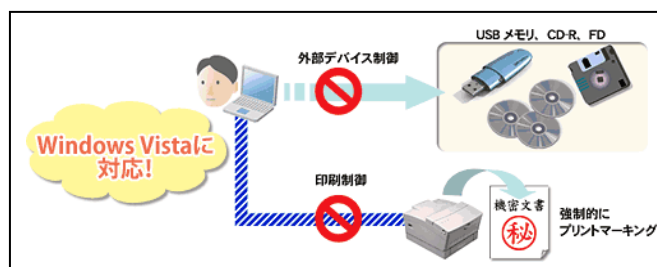 USB メモリ、CD-R、FD
外部デバイス制御
Windows Vistaに
対応!
印刷制御
機密文書
㊙
強制的に
プリントマーキング